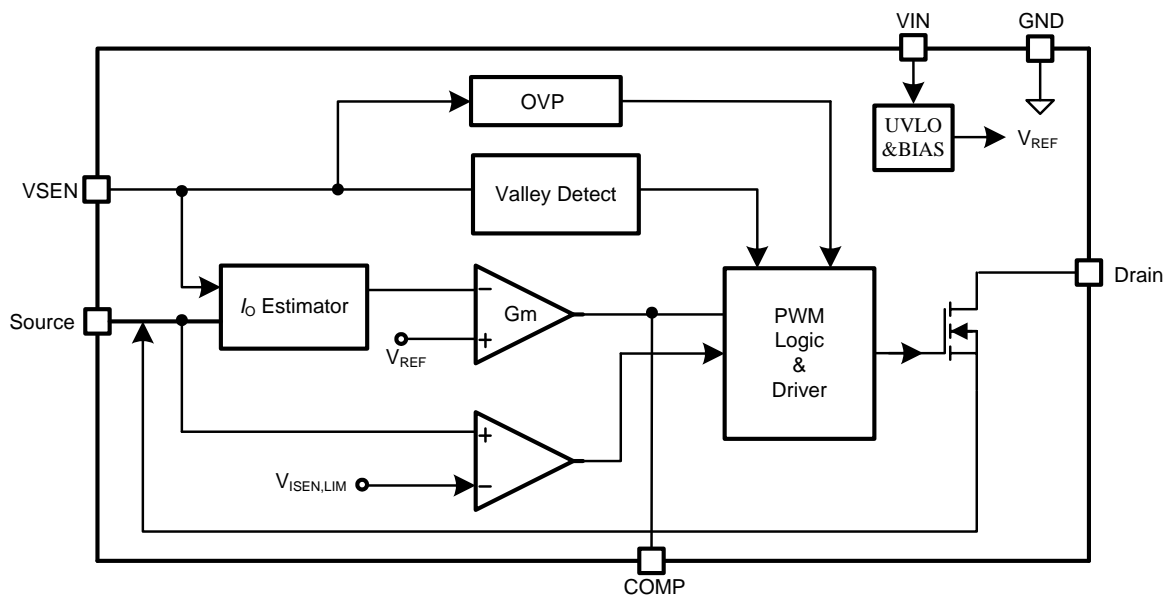 VIN
GND
OVP
UVLO
&BIAS
VREF
VSEN
Valley Detect
Drain
IO Estimator
−
Gm
+
Source
VREF
PWM
Logic
&
Driver
+
−
VISEN,LIM
COMP